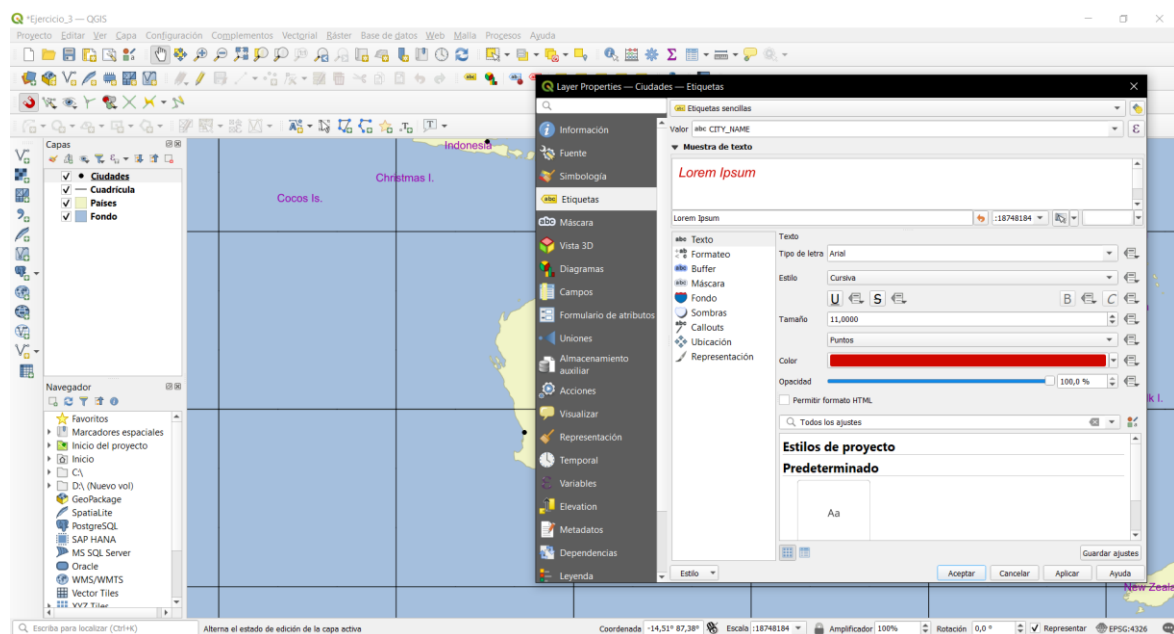 *Ejercicio_3 — QGIS
Proyecto Editar Ver Capa Configuración Complementos Vectorial Ráster Base de datos Web Malla Procesos Ayuda
Capas
Ciudades
Cuadrícula
Países
Fondo
Navegador
Favoritos
Marcadores espaciales
Inicio del proyecto
Inicio
C:\
D:\ (Nuevo vol)
GeoPackage
SpatiaLite
PostgreSQL
SAP HANA
MS SQL Server
Oracle
WMS/WMTS
Vector Tiles
XYZ Tiles
Indonesia
Christmas I.
Cocos Is.
k I.
New Zeala
Layer Properties — Ciudades — Etiquetas
Información
Fuente
Simbología
abc Etiquetas
abc Máscara
Vista 3D
Diagramas
Campos
Formulario de atributos
Uniones
Almacenamiento
auxiliar
Acciones
Visualizar
Representación
Temporal
Variables
Elevation
Metadatos
Dependencias
Leyenda
Etiquetas sencillas
Valor abc CITY_NAME
Muestra de texto
Lorem Ipsum
Lorem Ipsum
:18748184
abc Texto
Formateo
abc Buffer
abc Máscara
Fondo
Sombras
Callouts
Ubicación
Representación
Texto
Tipo de letra Arial
Estilo Cursiva
U S B C
Tamaño 11,0000
Puntos
Color
Opacidad 100,0 %
Permitir formato HTML
Todos los ajustes
Estilos de proyecto
Predeterminado
Aa
Guardar ajustes
Estilo Aceptar Cancelar Aplicar Ayuda
Escriba para localizar (Ctrl+K) Alterna el estado de edición de la capa activa Coordenada -14,51° 87,38° Escala :18748184 Amplificador 100% Rotación 0,0 ° Representar EPSG:4326